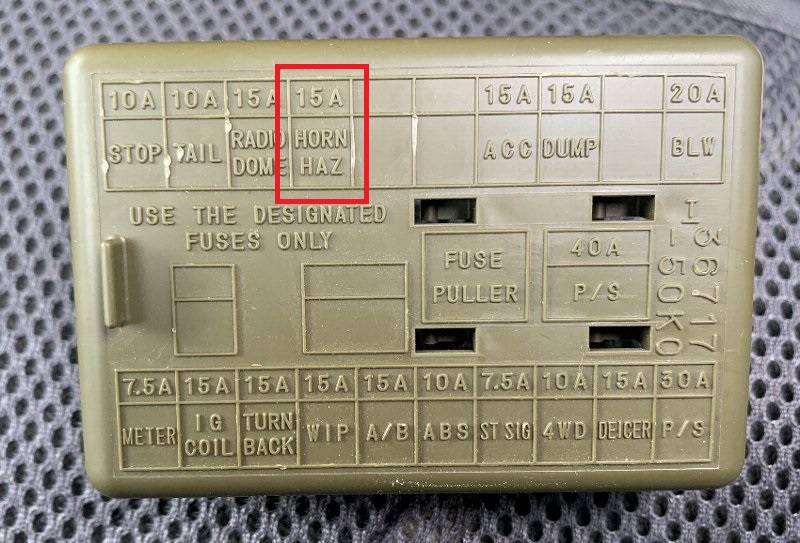 10A 10A 15A 15A 15A 15A 20A
STOP TAIL RADIO DOME HORN HAZ ACC DUMP BLW
USE THE DESIGNATED
FUSES ONLY
FUSE
PULLER
40A
P/S
I 36717
-50K0
7.5A 15A 15A 15A 15A 10A 7.5A 10A 15A 30A
METER IG COIL TURN BACK WIP A/B ABS ST SIG 4WD DEICER P/S